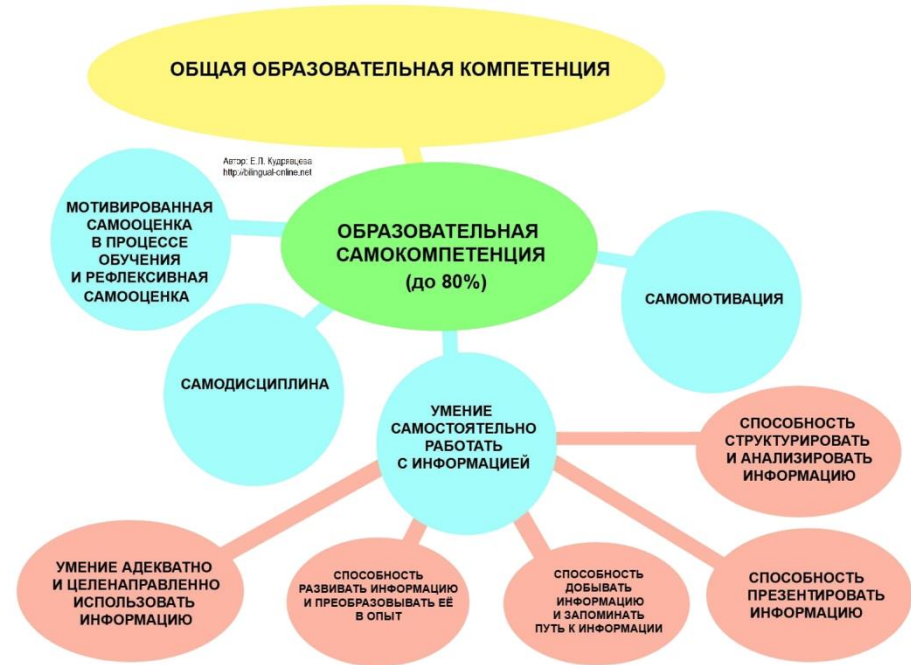 ОБЩАЯ ОБРАЗОВАТЕЛЬНАЯ КОМПЕТЕНЦИЯ
Автор: Е.Л. Кудрявцева
http://bilingual-online.net
МОТИВИРОВАННАЯ
САМООЦЕНКА
В ПРОЦЕССЕ
ОБУЧЕНИЯ
И РЕФЛЕКСИВНАЯ
САМООЦЕНКА
ОБРАЗОВАТЕЛЬНАЯ
САМОКОМПЕТЕНЦИЯ
(до 80%)
САМОМОТИВАЦИЯ
САМОДИСЦИПЛИНА
УМЕНИЕ
САМОСТОЯТЕЛЬНО
РАБОТАТЬ
С ИНФОРМАЦИЕЙ
СПОСОБНОСТЬ
СТРУКТУРИРОВАТЬ
И АНАЛИЗИРОВАТЬ
ИНФОРМАЦИЮ
УМЕНИЕ АДЕКВАТНО
И ЦЕЛЕНАПРАВЛЕННО
ИСПОЛЬЗОВАТЬ
ИНФОРМАЦИЮ
СПОСОБНОСТЬ
РАЗВИВАТЬ ИНФОРМАЦИЮ
И ПРЕОБРАЗОВЫВАТЬ ЕЁ
В ОПЫТ
СПОСОБНОСТЬ
ДОБЫВАТЬ
ИНФОРМАЦИЮ
И ЗАПОМИНАТЬ
ПУТЬ К ИНФОРМАЦИИ
СПОСОБНОСТЬ
ПРЕЗЕНТИРОВАТЬ
ИНФОРМАЦИЮ